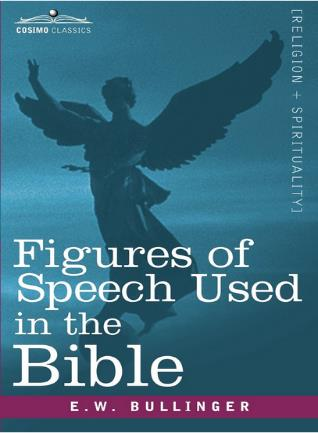 COSIMO CLASSICS
[RELIGION + SPIRITUALITY]
Figures of
Speech Used
in the
Bible
E.W. BULLINGER